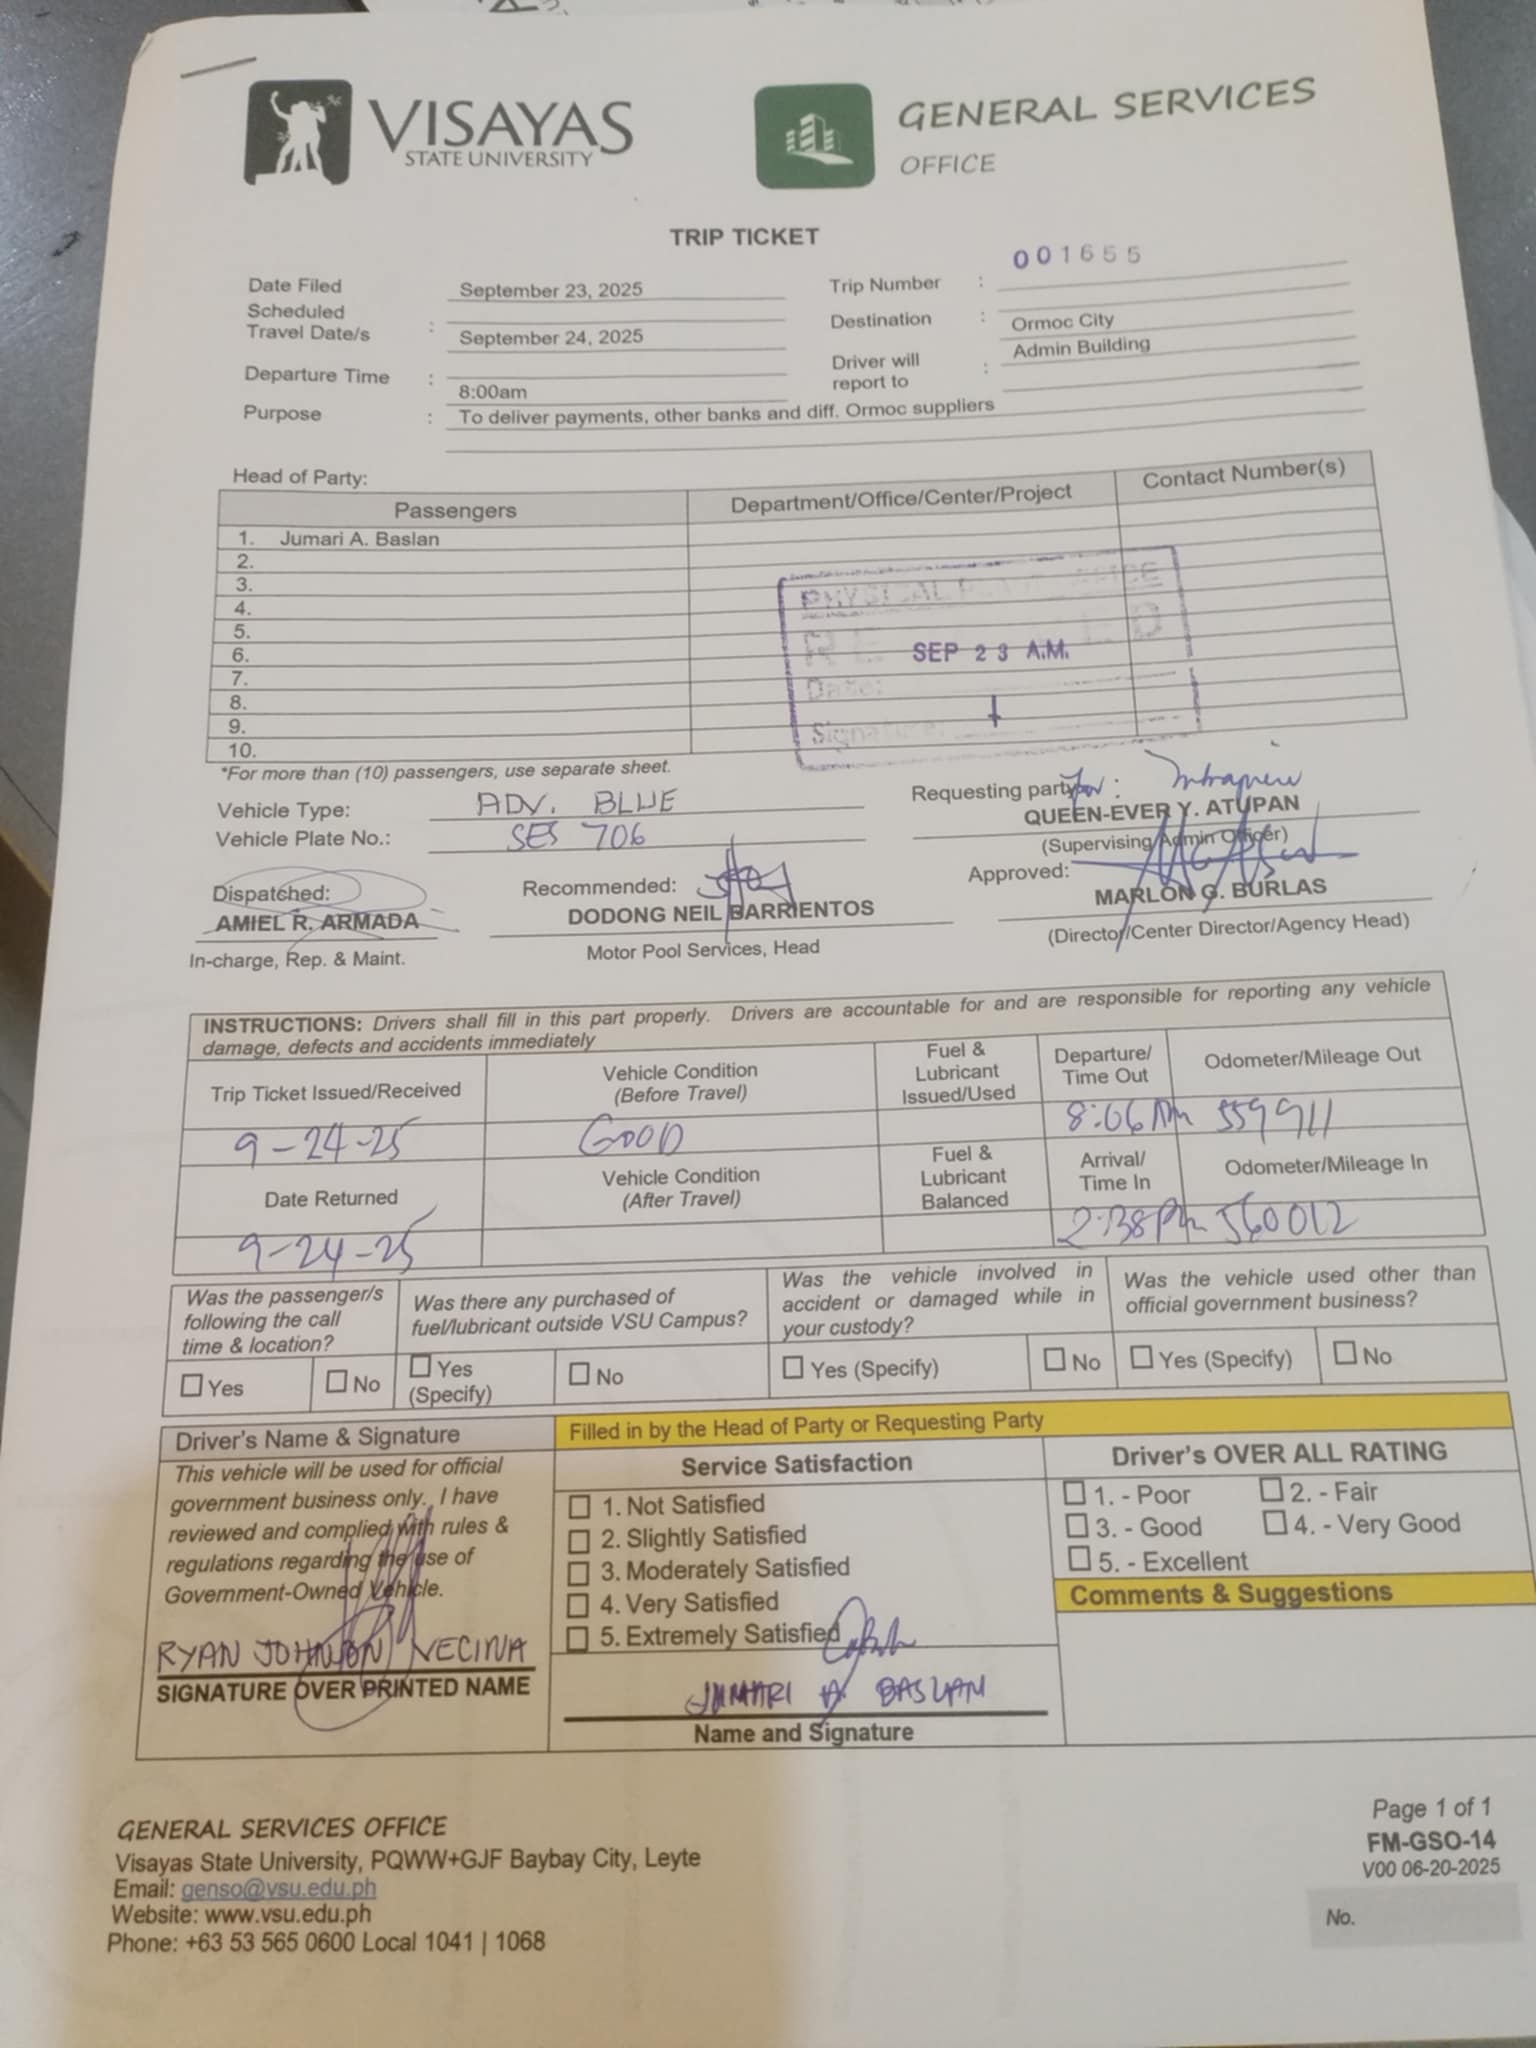 VISAYAS
STATE UNIVERSITY
GENERAL SERVICES
OFFICE
TRIP TICKET
Date Filed September 23, 2025
Trip Number : 001655
Scheduled
Travel Date/s : September 24, 2025
Destination : Ormoc City
Departure Time : 8:00am
Driver will
report to : Admin Building
Purpose : To deliver payments, other banks and diff. Ormoc suppliers
Head of Party:
Passengers Department/Office/Center/Project Contact Number(s)
1. Jumari A. Baslan
2.
3.
4.
5.
6.
7.
8.
9.
10.
PHYSICAL
SEP 23 A.M.
Date:
Signature:
*For more than (10) passengers, use separate sheet.
Vehicle Type: ADV. BLUE
Vehicle Plate No.: SES 706
Requesting party: for
QUEEN-EVER Y. ATUPAN
(Supervising Admin Officer)
Dispatched:
AMIEL R. ARMADA
In-charge, Rep. & Maint.
Recommended:
DODONG NEIL BARRIENTOS
Motor Pool Services, Head
Approved:
MARLON G. BURLAS
(Director/Center Director/Agency Head)
INSTRUCTIONS: Drivers shall fill in this part properly. Drivers are accountable for and are responsible for reporting any vehicle
damage, defects and accidents immediately
Trip Ticket Issued/Received
Vehicle Condition
(Before Travel)
Fuel &
Lubricant
Issued/Used
Departure/
Time Out
Odometer/Mileage Out
9-24-25 GOOD 8:06 AM 559911
Date Returned
Vehicle Condition
(After Travel)
Fuel &
Lubricant
Balanced
Arrival/
Time In
Odometer/Mileage In
9-24-25 2:38 PM 560012
Was the passenger/s
following the call
time & location?
Was there any purchased of
fuel/lubricant outside VSU Campus?
Was the vehicle involved in
accident or damaged while in
your custody?
Was the vehicle used other than
official government business?
☐ Yes ☐ No ☐ Yes
(Specify) ☐ No ☐ Yes (Specify) ☐ No ☐ Yes (Specify) ☐ No
Driver's Name & Signature
This vehicle will be used for official
government business only. I have
reviewed and complied with rules &
regulations regarding the use of
Government-Owned Vehicle.
RYAN JOHNSON VECINA
SIGNATURE OVER PRINTED NAME
Filled in by the Head of Party or Requesting Party
Service Satisfaction
☐ 1. Not Satisfied
☐ 2. Slightly Satisfied
☐ 3. Moderately Satisfied
☐ 4. Very Satisfied
☐ 5. Extremely Satisfied
JUMARI A. BASLAN
Name and Signature
Driver's OVER ALL RATING
☐ 1. - Poor ☐ 2. - Fair
☐ 3. - Good ☐ 4. - Very Good
☐ 5. - Excellent
Comments & Suggestions
GENERAL SERVICES OFFICE
Visayas State University, PQWW+GJF Baybay City, Leyte
Email: genso@vsu.edu.ph
Website: www.vsu.edu.ph
Phone: +63 53 565 0600 Local 1041 | 1068
Page 1 of 1
FM-GSO-14
V00 06-20-2025
No.